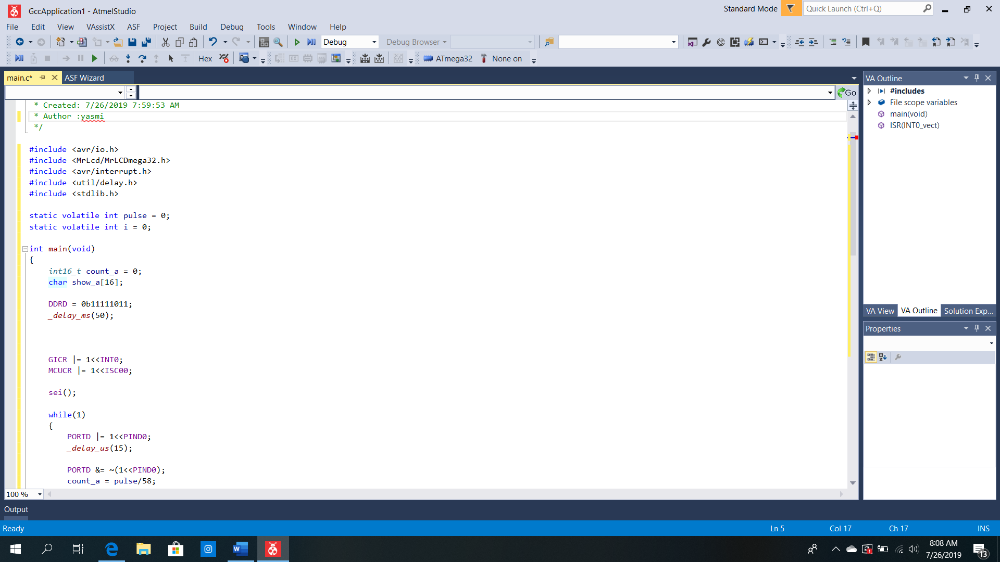 GccApplication1 - AtmelStudio
Standard Mode
Quick Launch (Ctrl+Q)
File Edit View VAssistX ASF Project Build Debug Tools Window Help
Debug
Debug Browser
Hex
ATmega32
None on
main.c*
ASF Wizard
Go
* Created: 7/26/2019 7:59:53 AM
* Author :yasmi
*/
#include <avr/io.h>
#include <MrLcd/MrLCDmega32.h>
#include <avr/interrupt.h>
#include <util/delay.h>
#include <stdlib.h>
static volatile int pulse = 0;
static volatile int i = 0;
int main(void)
{
int16_t count_a = 0;
char show_a[16];
DDRD = 0b11111011;
_delay_ms(50);
GICR |= 1<<INT0;
MCUCR |= 1<<ISC00;
sei();
while(1)
{
PORTD |= 1<<PIND0;
_delay_us(15);
PORTD &= ~(1<<PIND0);
count_a = pulse/58;
100 %
VA Outline
#includes
File scope variables
main(void)
ISR(INT0_vect)
VA View
VA Outline
Solution Exp...
Properties
Output
Ready
Ln 5
Col 17
Ch 17
INS
8:08 AM
7/26/2019
13